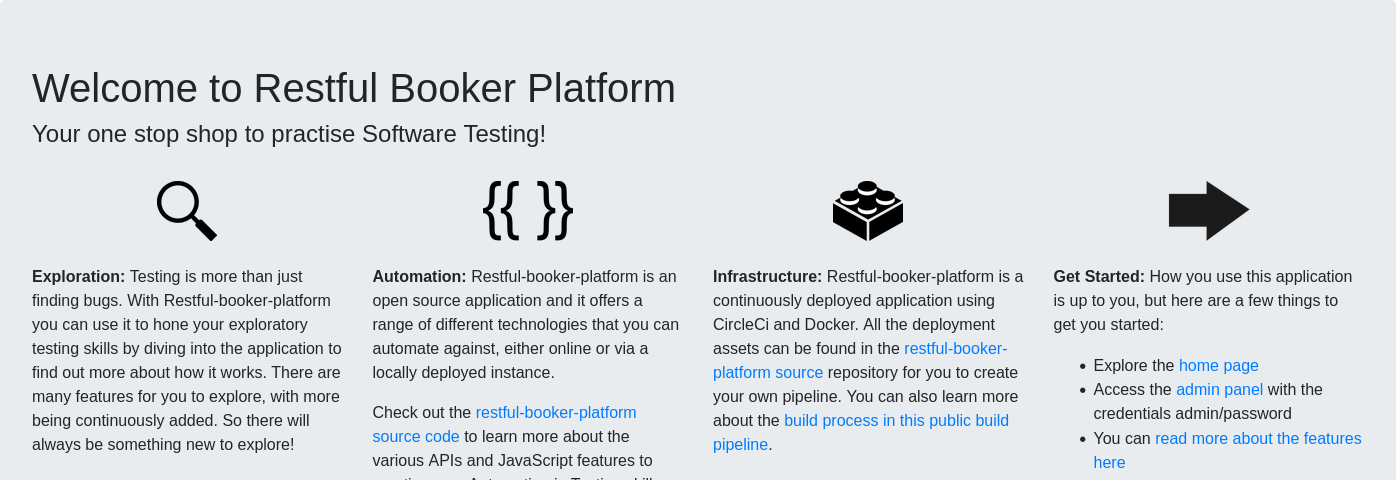 Welcome to Restful Booker Platform
Your one stop shop to practise Software Testing!
{{ }}
Exploration: Testing is more than just
finding bugs. With Restful-booker-platform
you can use it to hone your exploratory
testing skills by diving into the application to
find out more about how it works. There are
many features for you to explore, with more
being continuously added. So there will
always be something new to explore!
Automation: Restful-booker-platform is an
open source application and it offers a
range of different technologies that you can
automate against, either online or via a
locally deployed instance.
Check out the restful-booker-platform
source code to learn more about the
various APIs and JavaScript features to
Infrastructure: Restful-booker-platform is a
continuously deployed application using
CircleCi and Docker. All the deployment
assets can be found in the restful-booker-
platform source repository for you to create
your own pipeline. You can also learn more
about the build process in this public build
pipeline.
Get Started: How you use this application
is up to you, but here are a few things to
get you started:
• Explore the home page
• Access the admin panel with the
credentials admin/password
• You can read more about the features
here